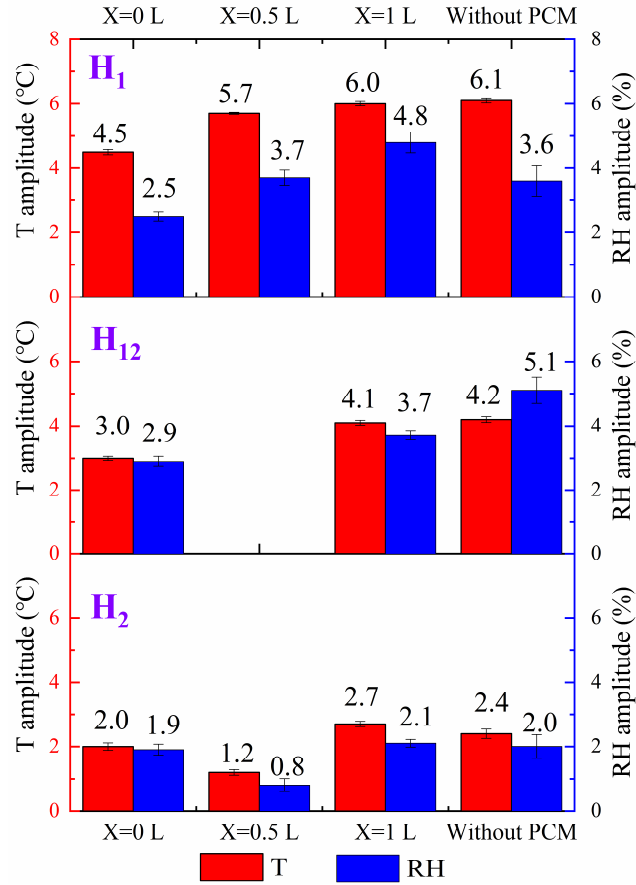 X=0 L X=0.5 L X=1 L Without PCM
H1
T amplitude (°C)
RH amplitude (%)
8 6 4 2 0
4.5 2.5 5.7 3.7 6.0 4.8 6.1 3.6
8 6 4 2 0
H12
T amplitude (°C)
RH amplitude (%)
6 4 2 0
3.0 2.9 4.1 3.7 4.2 5.1
6 4 2 0
H2
T amplitude (°C)
RH amplitude (%)
6 4 2 0
2.0 1.9 1.2 0.8 2.7 2.1 2.4 2.0
6 4 2 0
X=0 L X=0.5 L X=1 L Without PCM
T RH